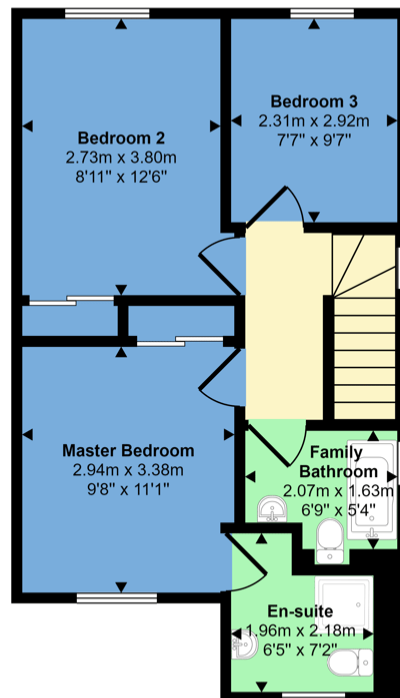 Bedroom 2
2.73m x 3.80m
8'11" x 12'6"
Bedroom 3
2.31m x 2.92m
7'7" x 9'7"
Master Bedroom
2.94m x 3.38m
9'8" x 11'1"
Family
Bathroom
2.07m x 1.63m
6'9" x 5'4"
En-suite
1.96m x 2.18m
6'5" x 7'2"